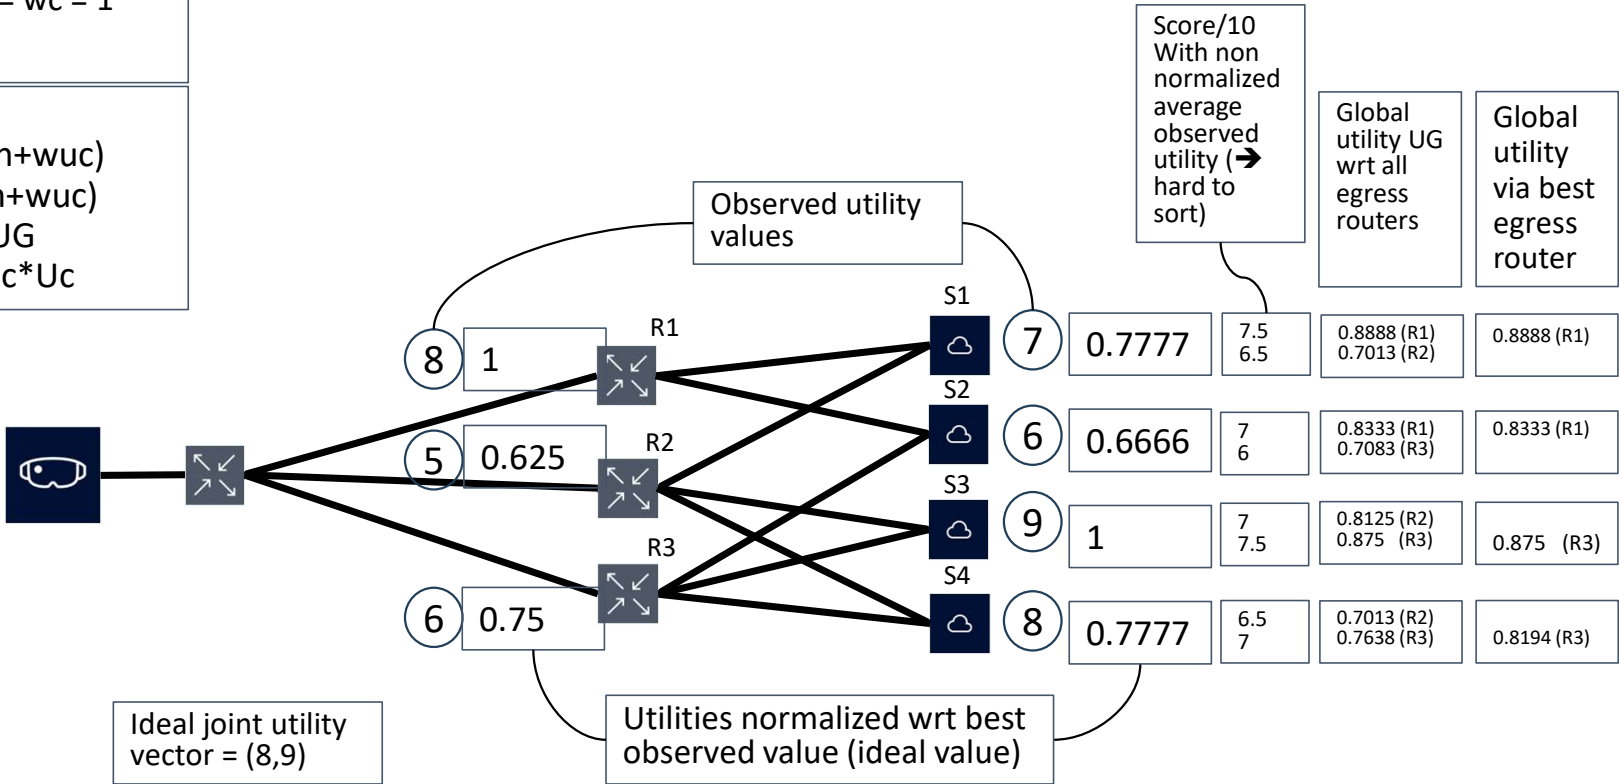 = wc = 1
n+wuc)
n+wuc)
UG
c*Uc
Score/10
With non
normalized
average
observed
utility (➔
hard to
sort)
Global
utility UG
wrt all
egress
routers
Global
utility
via best
egress
router
Observed utility
values
S1
R1
8
1
7
0.7777
7.5
6.5
0.8888 (R1)
0.7013 (R2)
0.8888 (R1)
S2
R2
5
0.625
6
0.6666
7
6
0.8333 (R1)
0.7083 (R3)
0.8333 (R1)
S3
9
1
7
7.5
0.8125 (R2)
0.875 (R3)
0.875 (R3)
R3
S4
6
0.75
8
0.7777
6.5
7
0.7013 (R2)
0.7638 (R3)
0.8194 (R3)
Ideal joint utility
vector = (8,9)
Utilities normalized wrt best
observed value (ideal value)